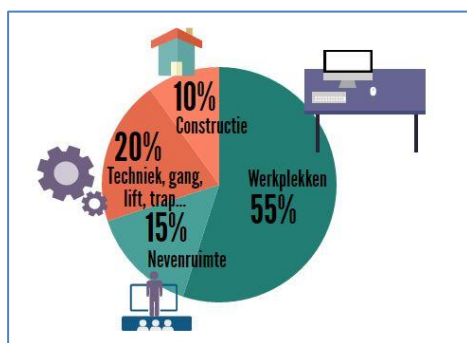 10%
Constructie
20%
Techniek, gang,
lift, trap...
Werkplekken
55%
15%
Nevenruimte